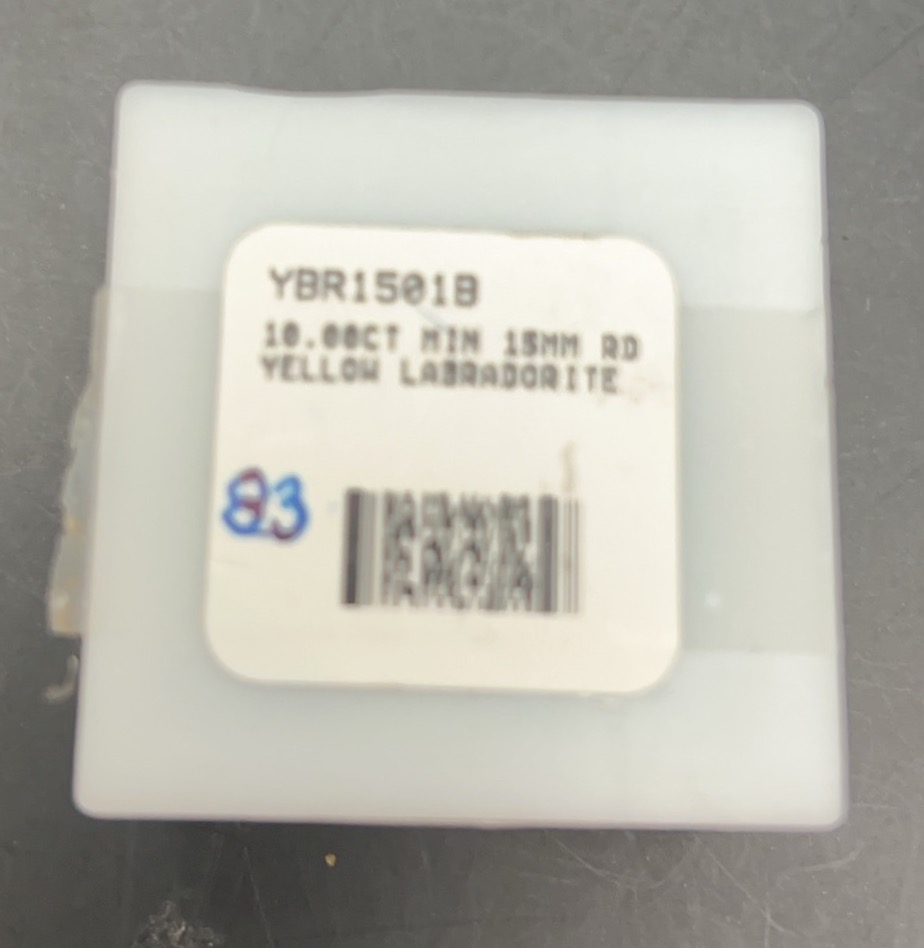 YBR1501B
10.00CT MIN 15MM RD
YELLOW LABRADORITE
83